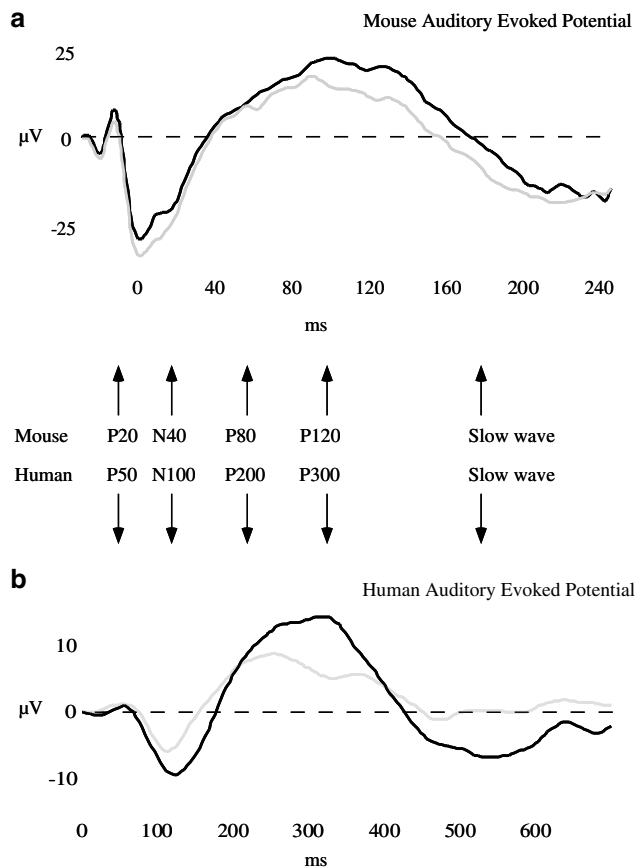 a
Mouse Auditory Evoked Potential
25
µV
0
-25
0 40 80 120 160 200 240
ms
Mouse P20 N40 P80 P120 Slow wave
Human P50 N100 P200 P300 Slow wave
b
Human Auditory Evoked Potential
10
µV
0
-10
0 100 200 300 400 500 600
ms